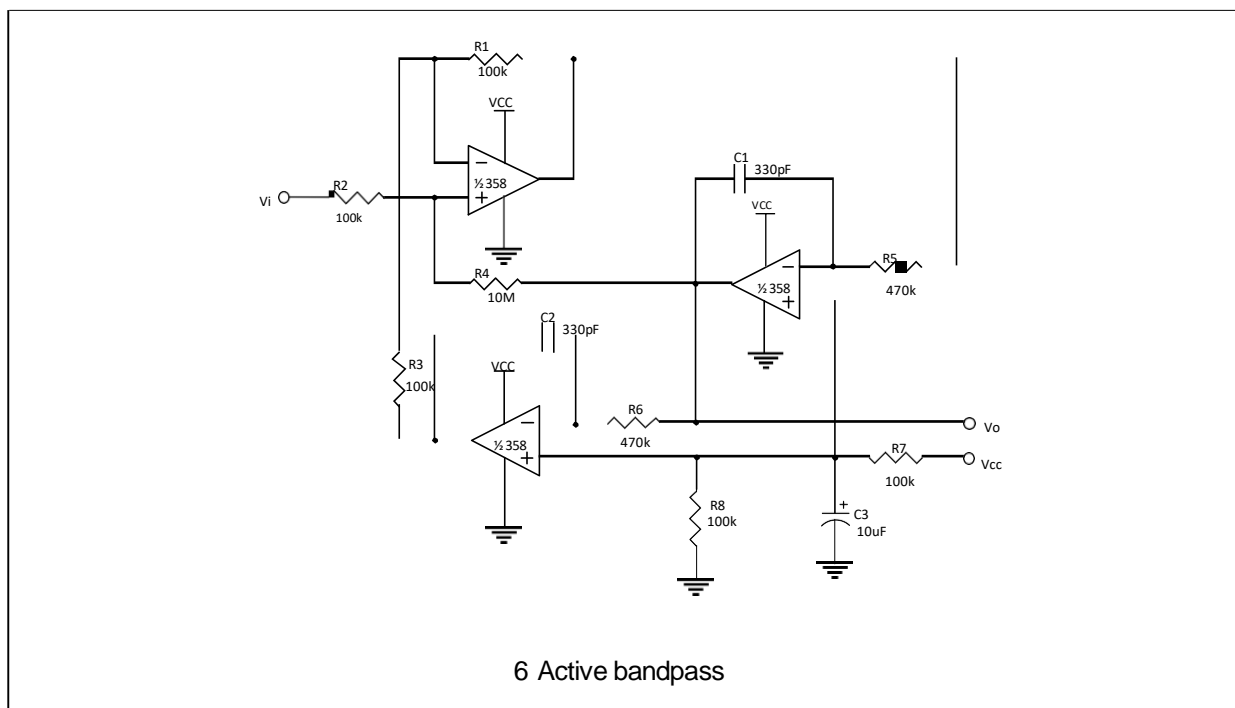 R1
100k
VCC
½ 358
Vi
R2
100k
C1
330pF
VCC
½ 358
R5
470k
R4
10M
C2
330pF
R3
100k
VCC
½ 358
R6
470k
Vo
R7
100k
Vcc
R8
100k
+
C3
10uF
6 Active bandpass